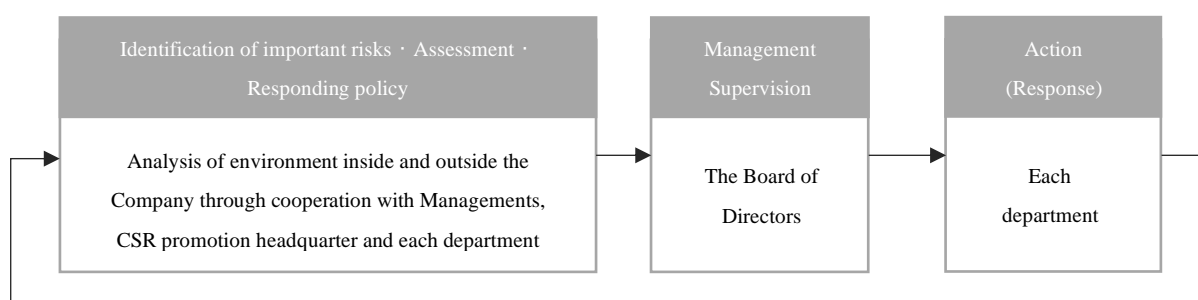 Identification of important risks · Assessment ·
Responding policy
Analysis of environment inside and outside the
Company through cooperation with Managements,
CSR promotion headquarter and each department
Management
Supervision
The Board of
Directors
Action
(Response)
Each
department